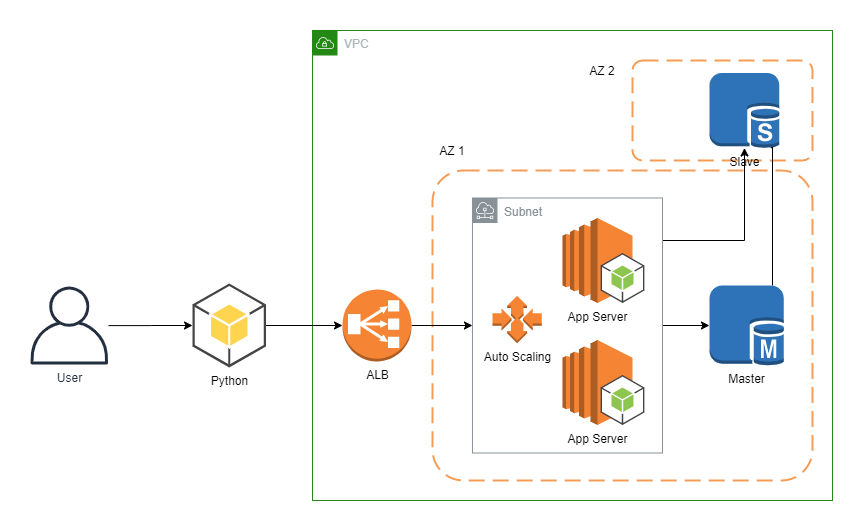 VPC
AZ 2
S
Slave
AZ 1
Subnet
App Server
Auto Scaling
User
Python
ALB
M
Master
App Server